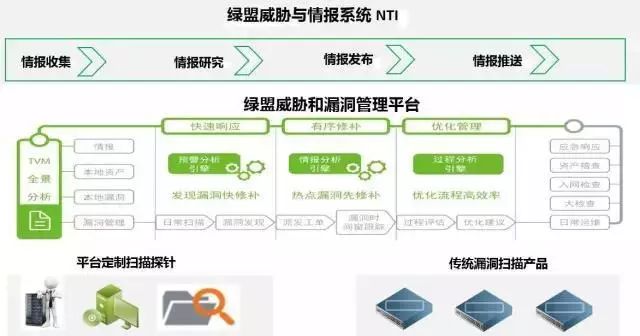 绿盟威胁与情报系统 NTI
情报收集
情报研究
情报发布
情报推送
绿盟威胁和漏洞管理平台
快速响应
有序修补
优化管理
TVM
全景
分析
情报
本地资产
本地漏洞
漏洞管理
预警分析
引擎
发现漏洞快修补
情报分析
引擎
热点漏洞先修补
过程分析
引擎
优化流程高效率
日常扫描
漏洞发现
派发工单
漏洞时
间窗跟踪
过程评估
优化建议
应急响应
资产稽查
入网检查
大检查
日常运维
平台定制扫描探针
传统漏洞扫描产品